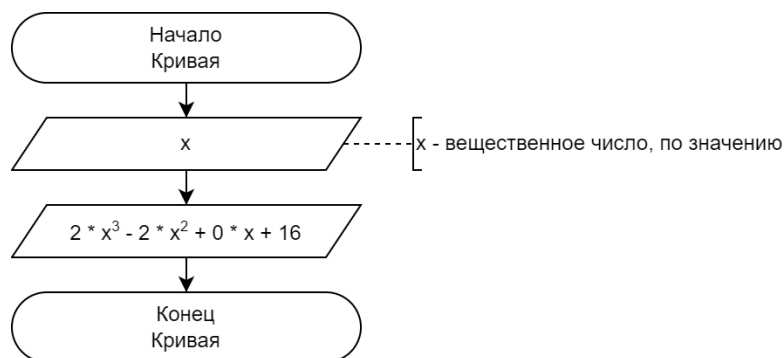 Начало
Кривая
x
x - вещественное число, по значению
2 * x³ - 2 * x² + 0 * x + 16
Конец
Кривая